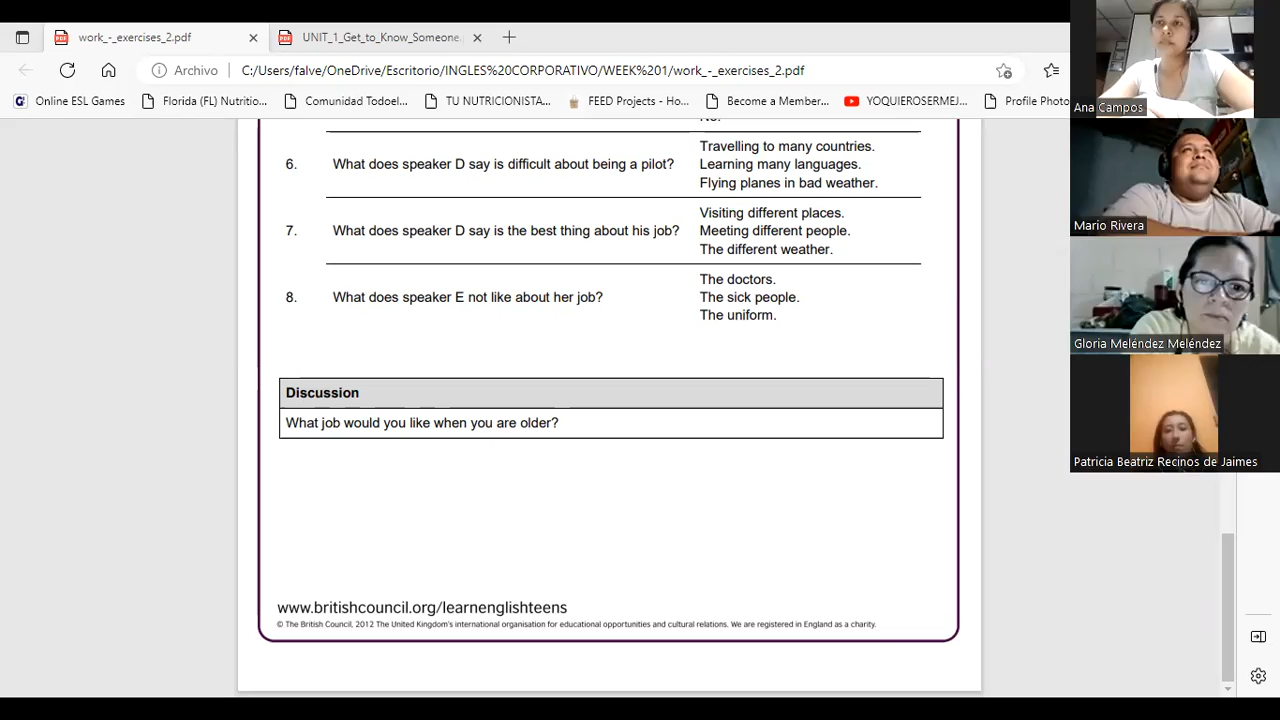 work_-_exercises_2.pdf
UNIT_1_Get_to_Know_Someone
Archivo
C:/Users/falve/OneDrive/Escritorio/INGLES%20CORPORATIVO/WEEK%201/work_-_exercises_2.pdf
Online ESL Games
Florida (FL) Nutritio...
Comunidad Todoel...
TU NUTRICIONISTA...
FEED Projects - Ho...
Become a Member...
YOQUIEROSERMEJ...
Profile Photo
No.
6. What does speaker D say is difficult about being a pilot?
Travelling to many countries.
Learning many languages.
Flying planes in bad weather.
7. What does speaker D say is the best thing about his job?
Visiting different places.
Meeting different people.
The different weather.
8. What does speaker E not like about her job?
The doctors.
The sick people.
The uniform.
Discussion
What job would you like when you are older?
www.britishcouncil.org/learnenglishteens
© The British Council, 2012 The United Kingdom's international organisation for educational opportunities and cultural relations. We are registered in England as a charity.
Ana Campos
Mario Rivera
Gloria Meléndez Meléndez
Patricia Beatriz Recinos de Jaimes